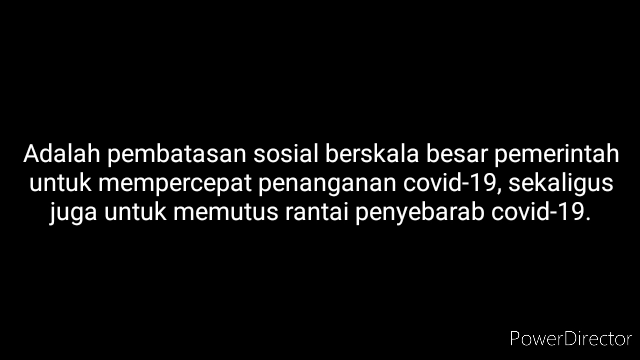 Adalah pembatasan sosial berskala besar pemerintah
untuk mempercepat penanganan covid-19, sekaligus
juga untuk memutus rantai penyebarab covid-19.
PowerDirector